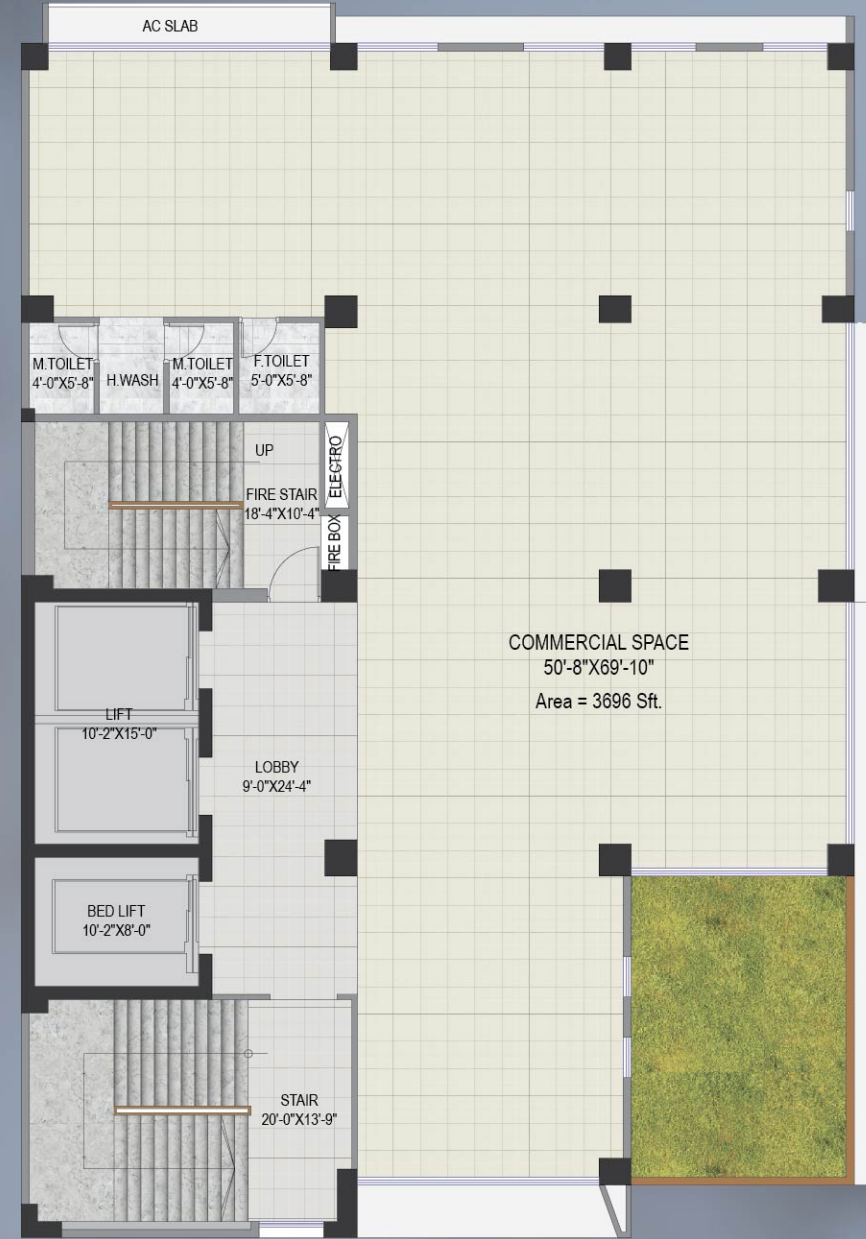 AC SLAB
M.TOILET
4'-0"X5'-8"
H.WASH
M.TOILET
4'-0"X5'-8"
F.TOILET
5'-0"X5'-8"
UP
FIRE STAIR
18'-4"X10'-4"
ELECTRO
FIRE BOX
COMMERCIAL SPACE
50'-8"X69'-10"
Area = 3696 Sft.
LIFT
10'-2"X15'-0"
LOBBY
9'-0"X24'-4"
BED LIFT
10'-2"X8'-0"
STAIR
20'-0"X13'-9"